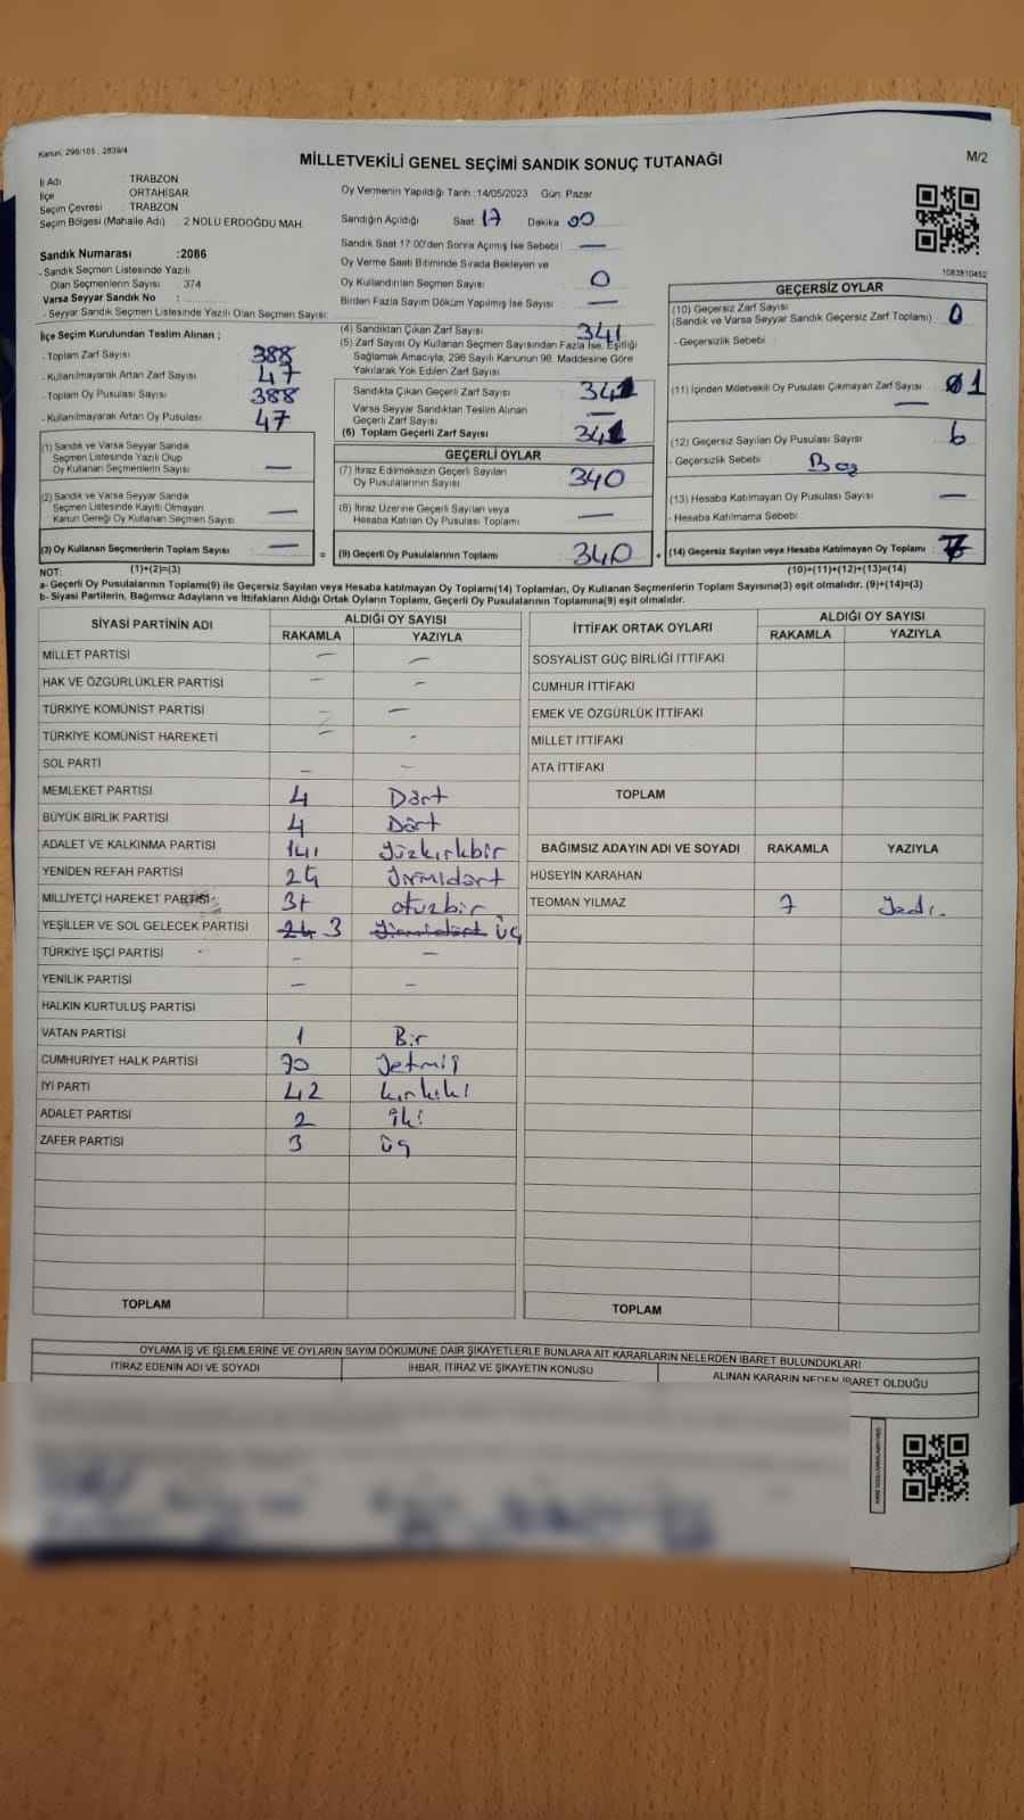 Kanun: 298/105 ; 2839/4
MİLLETVEKİLİ GENEL SEÇİMİ SANDIK SONUÇ TUTANAĞI
M/2
İl Adı TRABZON
İlçe ORTAHİSAR
Seçim Çevresi TRABZON
Seçim Bölgesi (Mahalle Adı) 2 NOLU ERDOĞDU MAH.
Sandık Numarası :2086
- Sandık Seçmen Listesinde Yazılı
Olan Seçmenlerin Sayısı 374
Varsa Seyyar Sandık No :
- Seyyar Sandık Seçmen Listesinde Yazılı Olan Seçmen Sayısı:
Oy Vermenin Yapıldığı Tarih :14/05/2023 Gün: Pazar
Sandığın Açıldığı Saat 17 Dakika 00
Sandık Saat 17:00'den Sonra Açılmış İse Sebebi —
Oy Verme Saati Bitiminde Sırada Bekleyen ve
Oy Kullandırılan Seçmen Sayısı 0
Birden Fazla Sayım Döküm Yapılmış İse Sayısı —
1083810452
İlçe Seçim Kurulundan Teslim Alınan ;
- Toplam Zarf Sayısı 388
- Kullanılmayarak Artan Zarf Sayısı 47
- Toplam Oy Pusulası Sayısı 388
- Kullanılmayarak Artan Oy Pusulası 47
(1) Sandık ve Varsa Seyyar Sandık
Seçmen Listesinde Yazılı Olup
Oy Kullanan Seçmenlerin Sayısı —
(2) Sandık ve Varsa Seyyar Sandık
Seçmen Listesinde Kayıtlı Olmayan
Kanun Gereği Oy Kullanan Seçmen Sayısı —
(3) Oy Kullanan Seçmenlerin Toplam Sayısı —
(1)+(2)=(3)
(4) Sandıktan Çıkan Zarf Sayısı 341
(5) Zarf Sayısı Oy Kullanan Seçmen Sayısından Fazla İse, Eşitliği
Sağlamak Amacıyla, 298 Sayılı Kanunun 98. Maddesine Göre
Yakılarak Yok Edilen Zarf Sayısı
Sandıkta Çıkan Geçerli Zarf Sayısı 341
Varsa Seyyar Sandıktan Teslim Alınan
Geçerli Zarf Sayısı —
(6) Toplam Geçerli Zarf Sayısı 341
GEÇERLİ OYLAR
(7) İtiraz Edilmeksizin Geçerli Sayılan
Oy Pusulalarının Sayısı 340
(8) İtiraz Üzerine Geçerli Sayılan veya
Hesaba Katılan Oy Pusulası Toplamı —
= (9) Geçerli Oy Pusulalarının Toplamı 340
GEÇERSİZ OYLAR
(10) Geçersiz Zarf Sayısı
(Sandık ve Varsa Seyyar Sandık Geçersiz Zarf Toplamı) 0
- Geçersizlik Sebebi
(11) İçinden Milletvekili Oy Pusulası Çıkmayan Zarf Sayısı 1
—
(12) Geçersiz Sayılan Oy Pusulası Sayısı 6
- Geçersizlik Sebebi Boş
(13) Hesaba Katılmayan Oy Pusulası Sayısı —
- Hesaba Katılmama Sebebi
+ (14) Geçersiz Sayılan veya Hesaba Katılmayan Oy Toplamı 7
(10)+(11)+(12)+(13)=(14)
NOT:
a- Geçerli Oy Pusulalarının Toplamı(9) ile Geçersiz Sayılan veya Hesaba katılmayan Oy Toplamı(14) Toplamları, Oy Kullanan Seçmenlerin Toplam Sayısına(3) eşit olmalıdır. (9)+(14)=(3)
b- Siyasi Partilerin, Bağımsız Adayların ve İttifakların Aldığı Ortak Oyların Toplamı, Geçerli Oy Pusulalarının Toplamına(9) eşit olmalıdır.
SİYASİ PARTİNİN ADI ALDIĞI OY SAYISI
RAKAMLA YAZIYLA
MİLLET PARTİSİ — —
HAK VE ÖZGÜRLÜKLER PARTİSİ — —
TÜRKİYE KOMÜNİST PARTİSİ — —
TÜRKİYE KOMÜNİST HAREKETİ — -
SOL PARTİ — —
MEMLEKET PARTİSİ 4 Dört
BÜYÜK BİRLİK PARTİSİ 4 Dört
ADALET VE KALKINMA PARTİSİ 141 Yüzkırkbir
YENİDEN REFAH PARTİSİ 24 Yirmidört
MİLLİYETÇİ HAREKET PARTİSİ 31 otuzbir
YEŞİLLER VE SOL GELECEK PARTİSİ 24 3 Yirmidört üç
TÜRKİYE İŞÇİ PARTİSİ - —
YENİLİK PARTİSİ — —
HALKIN KURTULUŞ PARTİSİ
VATAN PARTİSİ 1 Bir
CUMHURİYET HALK PARTİSİ 70 Yetmiş
İYİ PARTİ 42 kırkiki
ADALET PARTİSİ 2 iki
ZAFER PARTİSİ 3 üç
TOPLAM
İTTİFAK ORTAK OYLARI ALDIĞI OY SAYISI
RAKAMLA YAZIYLA
SOSYALİST GÜÇ BİRLİĞİ İTTİFAKI
CUMHUR İTTİFAKI
EMEK VE ÖZGÜRLÜK İTTİFAKI
MİLLET İTTİFAKI
ATA İTTİFAKI
TOPLAM
BAĞIMSIZ ADAYIN ADI VE SOYADI RAKAMLA YAZIYLA
HÜSEYİN KARAHAN
TEOMAN YILMAZ 7 Yedi.
TOPLAM
OYLAMA İŞ VE İŞLEMLERİNE VE OYLARIN SAYIM DÖKÜMÜNE DAİR ŞİKAYETLERLE BUNLARA AİT KARARLARIN NELERDEN İBARET BULUNDUKLARI
İTİRAZ EDENİN ADI VE SOYADI İHBAR, İTİRAZ VE ŞİKAYETİN KONUSU ALINAN KARARIN NEDEN İBARET OLDUĞU